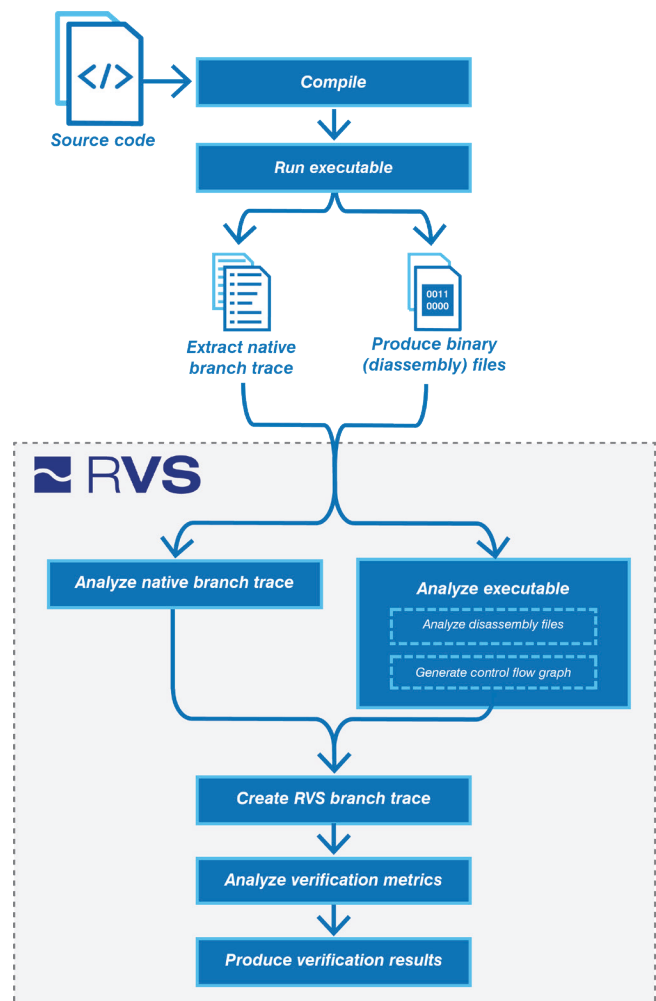 </>
Source code
Compile
Run executable
Extract native
branch trace
0011
0000
Produce binary
(diassembly) files
RVS
Analyze native branch trace
Analyze executable
Analyze disassembly files
Generate control flow graph
Create RVS branch trace
Analyze verification metrics
Produce verification results